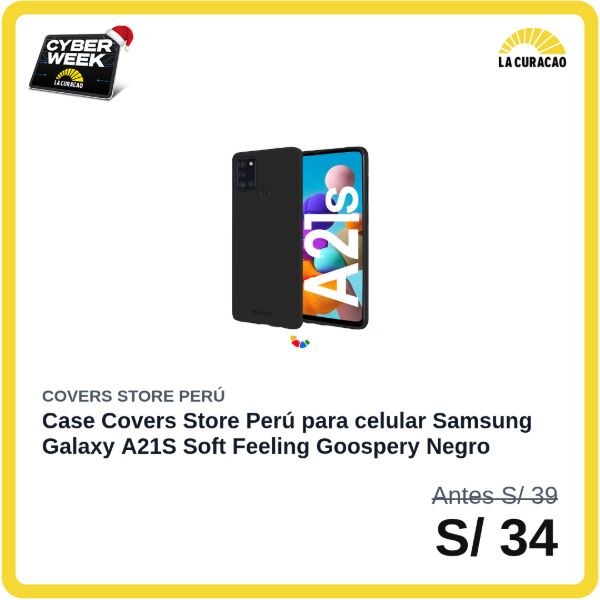 CYBER
WEEK
LA CURACAO
LA CURACAO
A21s
COVERS STORE PERÚ
Case Covers Store Perú para celular Samsung
Galaxy A21S Soft Feeling Goospery Negro
Antes S/ 39
S/ 34